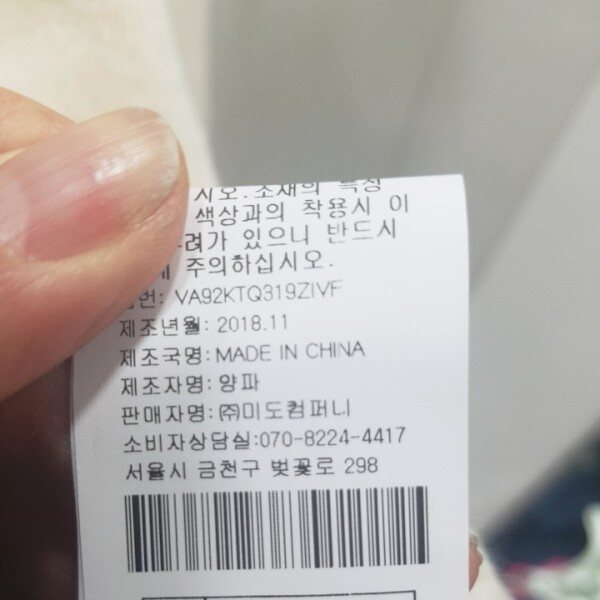 시오. 소재의 특성
색상과의 착용시 이
려가 있으니 반드시
주의하십시오.
번: VA92KTQ319ZIVF
제조년월: 2018.11
제조국명: MADE IN CHINA
제조자명: 양파
판매자명: ㈜미도컴퍼니
소비자상담실:070-8224-4417
서울시 금천구 벚꽃로 298